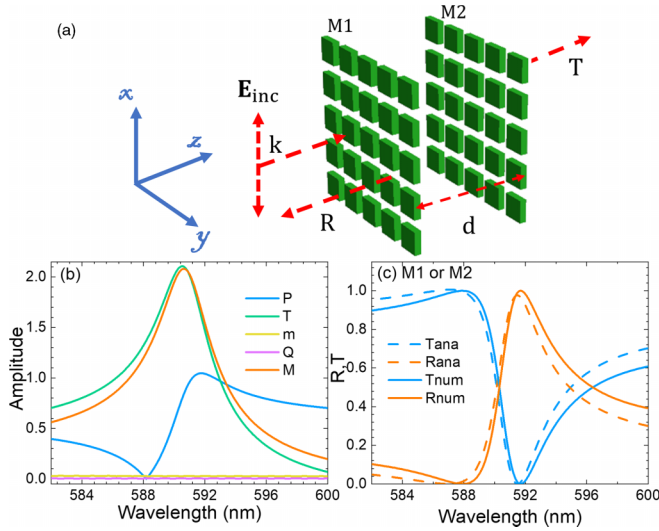 (a)
M1
M2
T
E_inc
x
k
z
R
d
y
(b)
2.0
1.5
1.0
0.5
0.0
Amplitude
P
T
m
Q
M
584 588 592 596 600
Wavelength (nm)
(c) M1 or M2
1.0
0.8
0.6
0.4
0.2
0.0
R,T
Tana
Rana
Tnum
Rnum
584 588 592 596 600
Wavelength (nm)